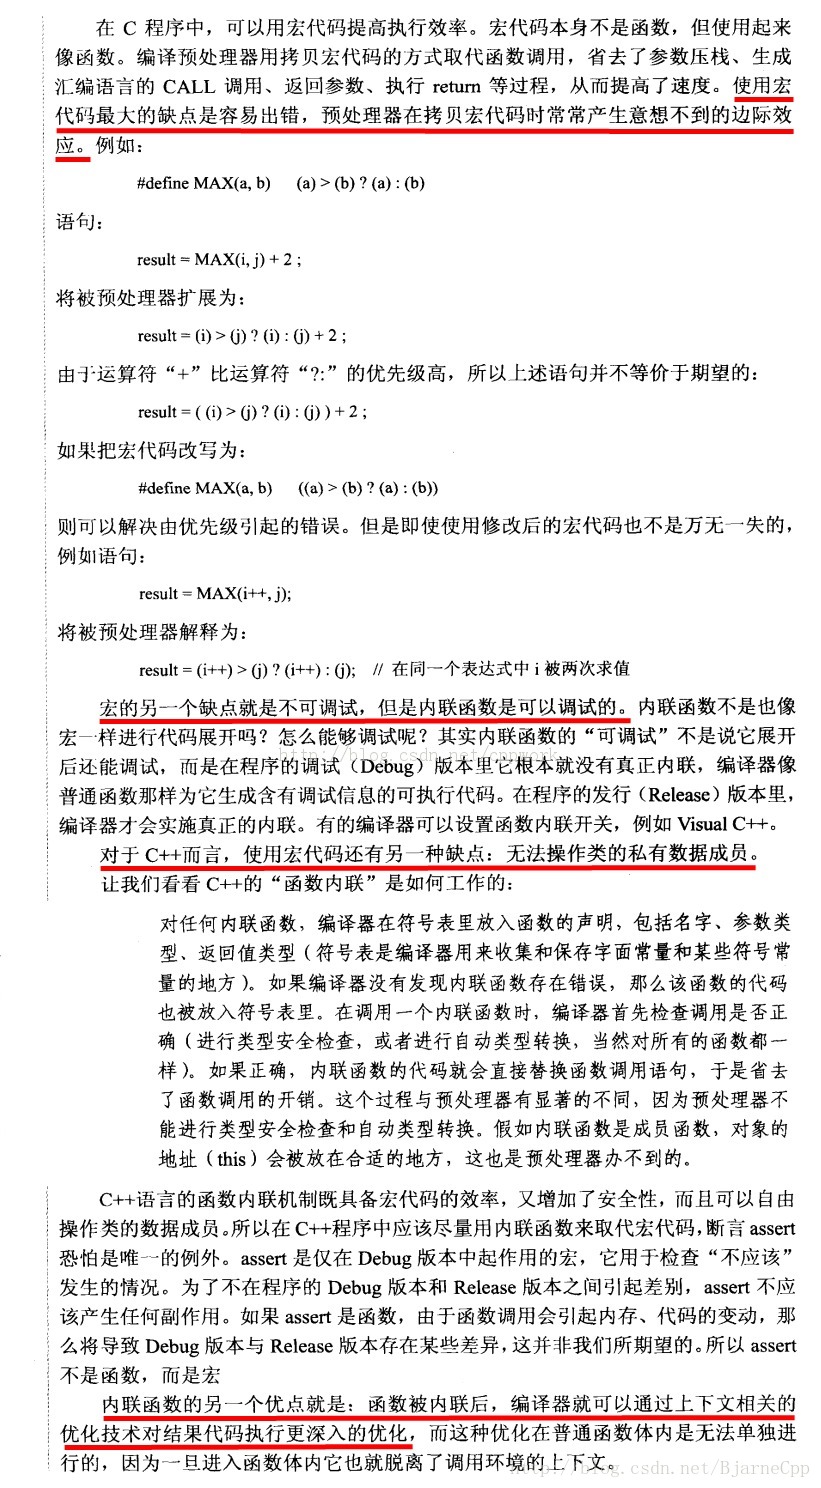 在 C 程序中，可以用宏代码提高执行效率。宏代码本身不是函数，但使用起来
像函数。编译预处理器用拷贝宏代码的方式取代函数调用，省去了参数压栈、生成
汇编语言的 CALL 调用、返回参数、执行 return 等过程，从而提高了速度。使用宏
代码最大的缺点是容易出错，预处理器在拷贝宏代码时常常产生意想不到的边际效
应。例如：
#define MAX(a, b) (a) > (b) ? (a) : (b)
语句：
result = MAX(i, j) + 2 ;
将被预处理器扩展为：
result = (i) > (j) ? (i) : (j) + 2 ;
由于运算符“+”比运算符“?:”的优先级高，所以上述语句并不等价于期望的：
result = ( (i) > (j) ? (i) : (j) ) + 2 ;
如果把宏代码改写为：
#define MAX(a, b) ((a) > (b) ? (a) : (b))
则可以解决由优先级引起的错误。但是即使使用修改后的宏代码也不是万无一失的，
例如语句：
result = MAX(i++, j);
将被预处理器解释为：
result = (i++) > (j) ? (i++) : (j); // 在同一个表达式中 i 被两次求值
宏的另一个缺点就是不可调试，但是内联函数是可以调试的。内联函数不是也像
宏一样进行代码展开吗？怎么能够调试呢？其实内联函数的“可调试”不是说它展开
http://blog.csdn.net/cppwork
后还能调试，而是在程序的调试（Debug）版本里它根本就没有真正内联，编译器像
普通函数那样为它生成含有调试信息的可执行代码。在程序的发行（Release）版本里，
编译器才会实施真正的内联。有的编译器可以设置函数内联开关，例如 Visual C++。
对于 C++而言，使用宏代码还有另一种缺点：无法操作类的私有数据成员。
让我们看看 C++的“函数内联”是如何工作的：
对任何内联函数，编译器在符号表里放入函数的声明，包括名字、参数类
型、返回值类型（符号表是编译器用来收集和保存字面常量和某些符号常
量的地方）。如果编译器没有发现内联函数存在错误，那么该函数的代码
也被放入符号表里。在调用一个内联函数时，编译器首先检查调用是否正
确（进行类型安全检查，或者进行自动类型转换，当然对所有的函数都一
样）。如果正确，内联函数的代码就会直接替换函数调用语句，于是省去
了函数调用的开销。这个过程与预处理器有显著的不同，因为预处理器不
能进行类型安全检查和自动类型转换。假如内联函数是成员函数，对象的
地址（this）会被放在合适的地方，这也是预处理器办不到的。
C++语言的函数内联机制既具备宏代码的效率，又增加了安全性，而且可以自由
操作类的数据成员。所以在C++程序中应该尽量用内联函数来取代宏代码，断言 assert
恐怕是唯一的例外。assert 是仅在 Debug 版本中起作用的宏，它用于检查“不应该”
发生的情况。为了不在程序的 Debug 版本和 Release 版本之间引起差别，assert 不应
该产生任何副作用。如果 assert 是函数，由于函数调用会引起内存、代码的变动，那
么将导致 Debug 版本与 Release 版本存在某些差异，这并非我们所期望的。所以 assert
不是函数，而是宏
内联函数的另一个优点就是：函数被内联后，编译器就可以通过上下文相关的
优化技术对结果代码执行更深入的优化，而这种优化在普通函数体内是无法单独进
行的，因为一旦进入函数体内它也就脱离了调用环境的上下文。
http://blog.csdn.net/BjarneCpp